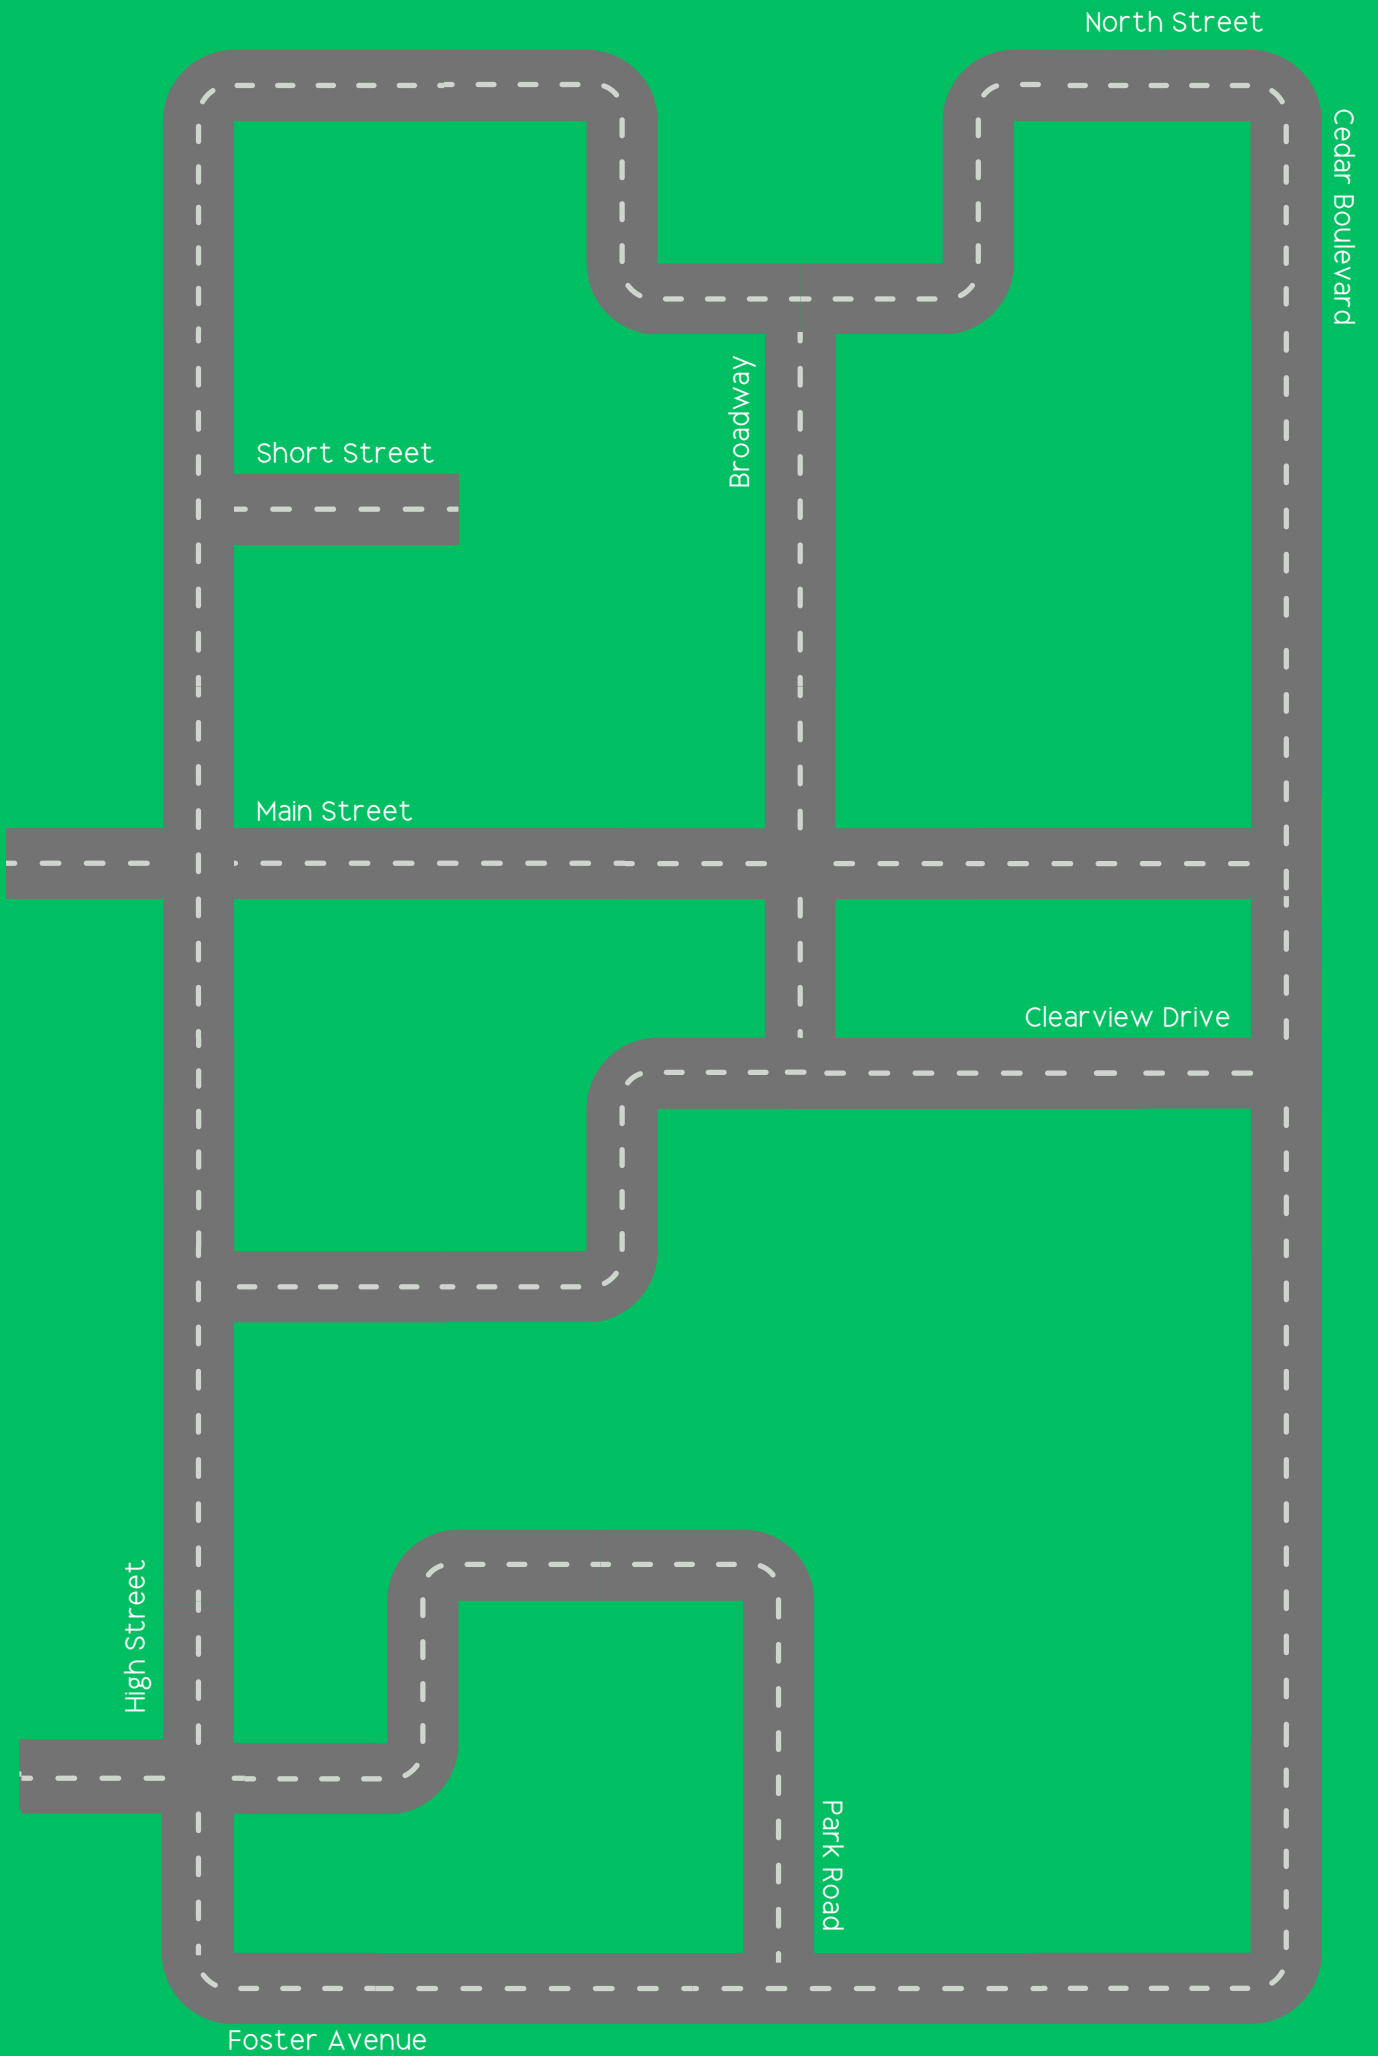 North Street
Cedar Boulevard
Broadway
Short Street
Main Street
Clearview Drive
High Street
Park Road
Foster Avenue